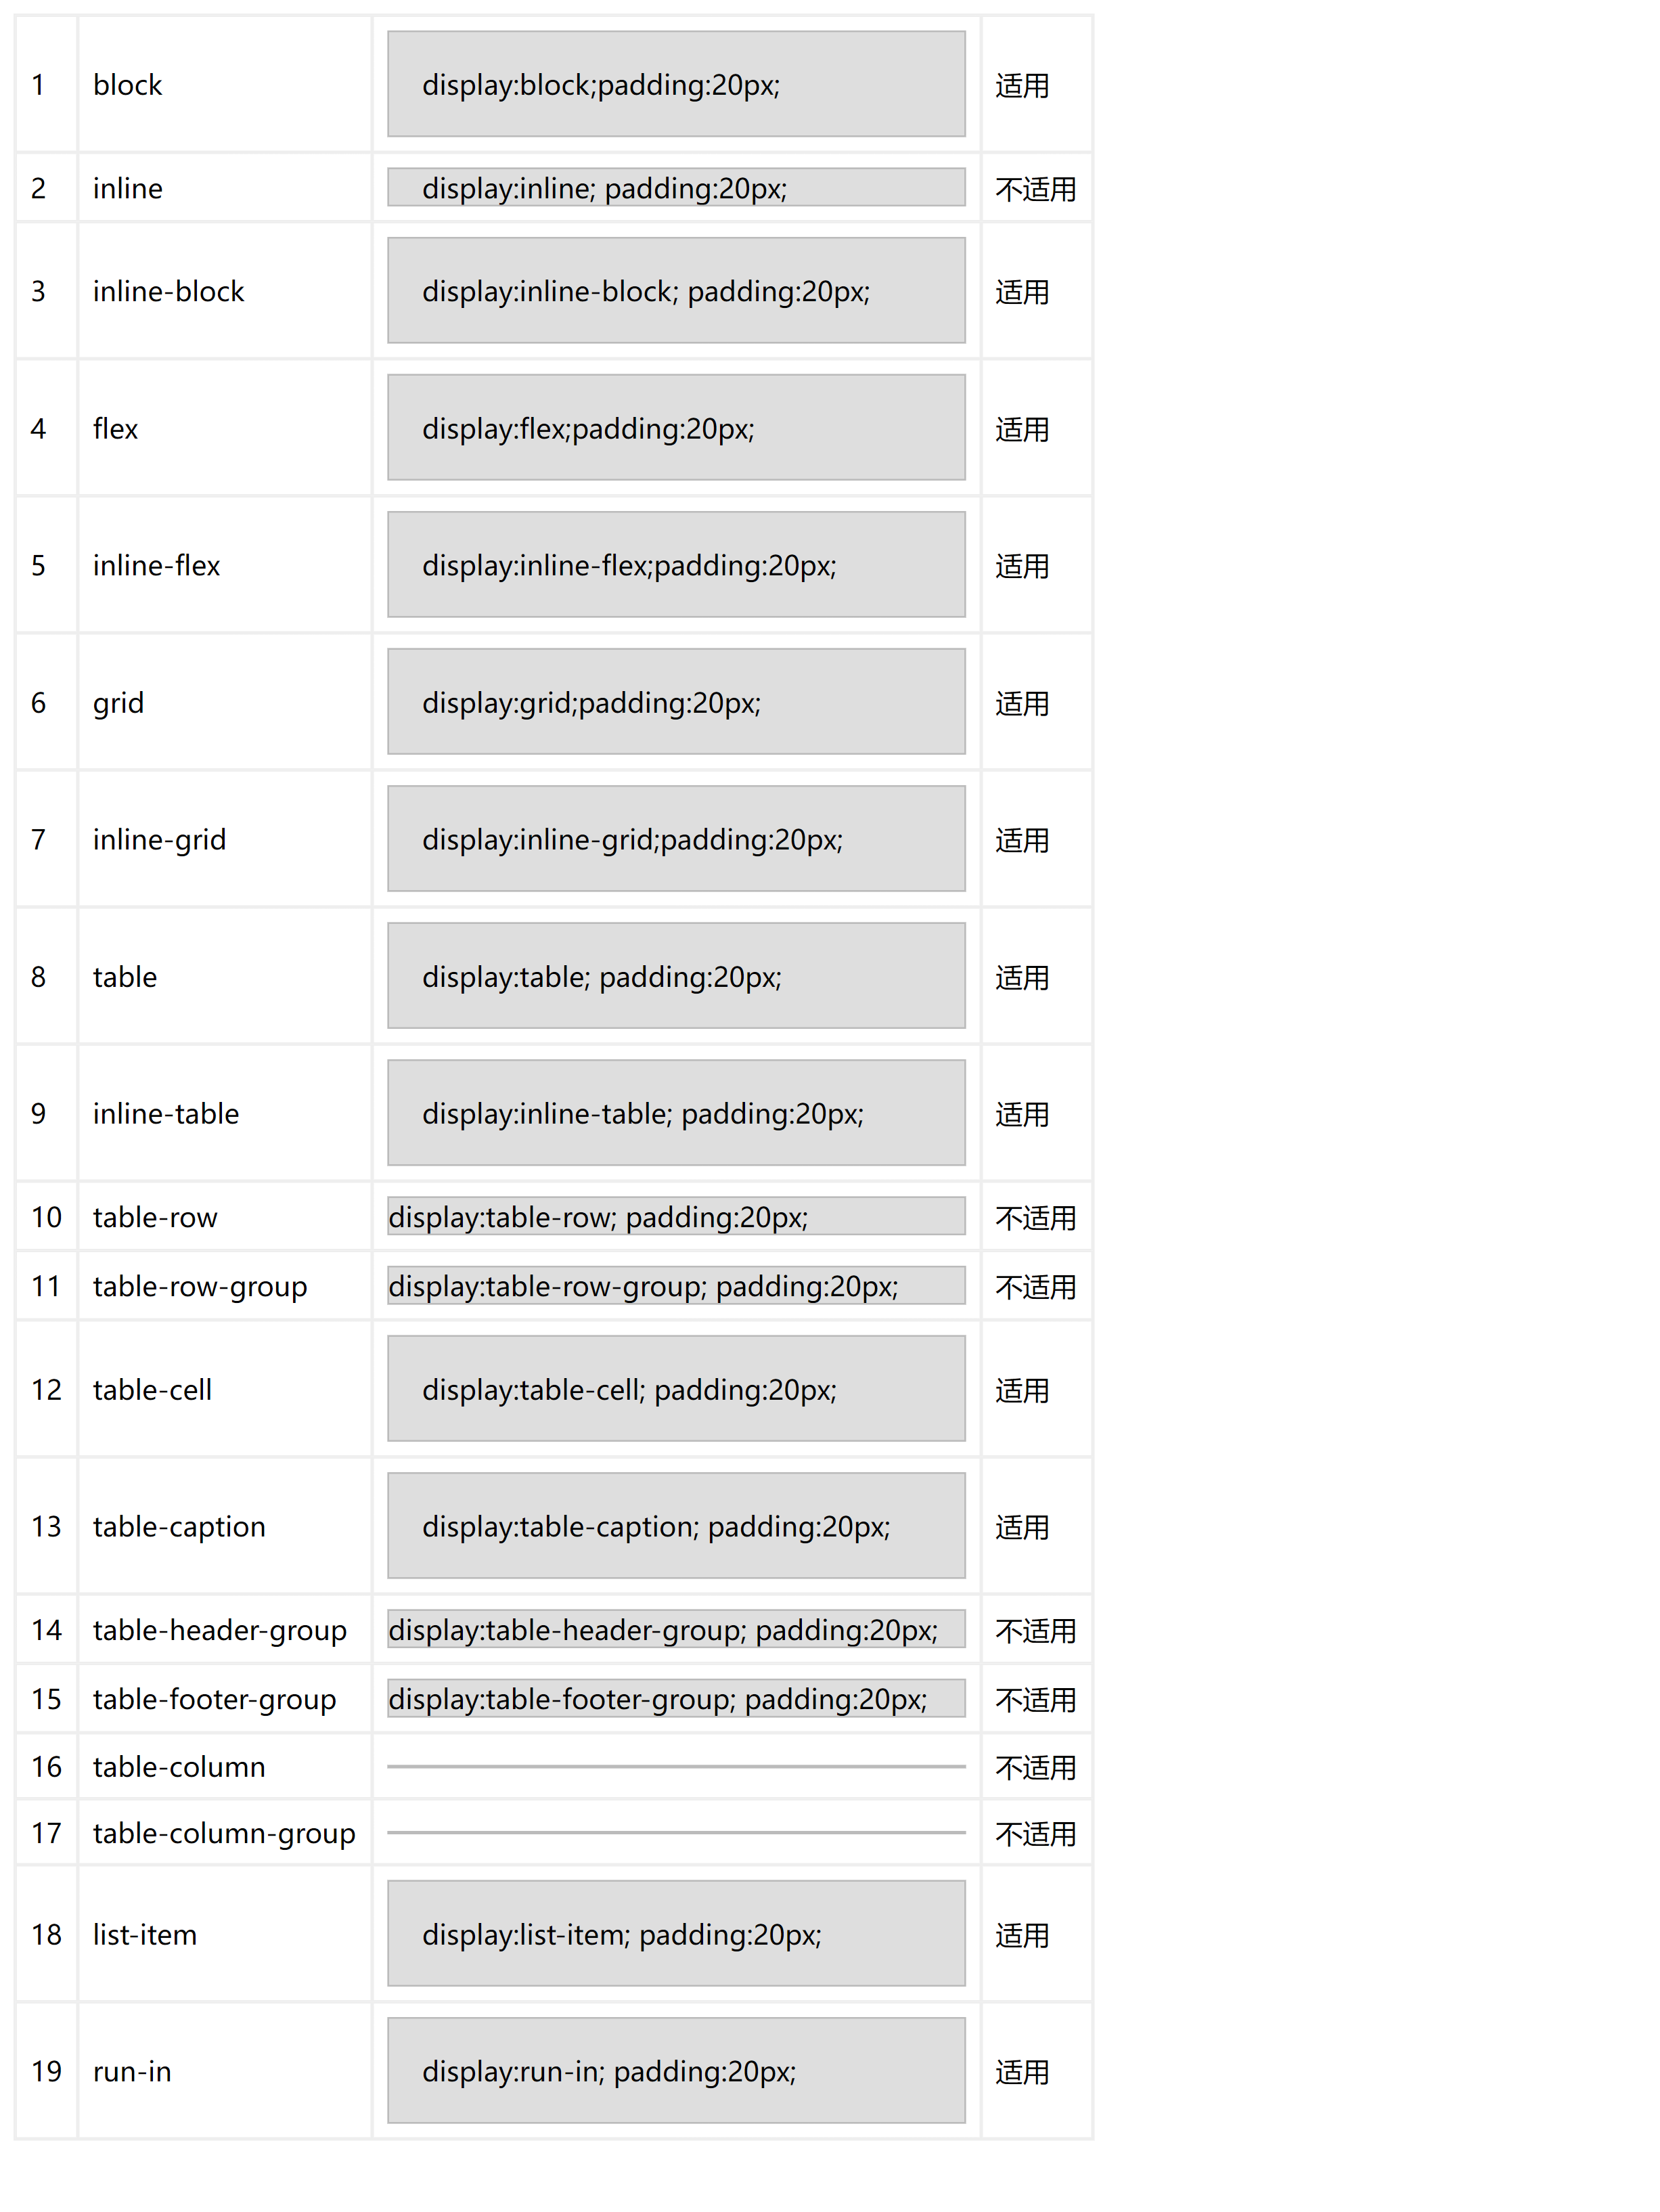 1 block display:block;padding:20px; 适用
2 inline display:inline; padding:20px; 不适用
3 inline-block display:inline-block; padding:20px; 适用
4 flex display:flex;padding:20px; 适用
5 inline-flex display:inline-flex;padding:20px; 适用
6 grid display:grid;padding:20px; 适用
7 inline-grid display:inline-grid;padding:20px; 适用
8 table display:table; padding:20px; 适用
9 inline-table display:inline-table; padding:20px; 适用
10 table-row display:table-row; padding:20px; 不适用
11 table-row-group display:table-row-group; padding:20px; 不适用
12 table-cell display:table-cell; padding:20px; 适用
13 table-caption display:table-caption; padding:20px; 适用
14 table-header-group display:table-header-group; padding:20px; 不适用
15 table-footer-group display:table-footer-group; padding:20px; 不适用
16 table-column 不适用
17 table-column-group 不适用
18 list-item display:list-item; padding:20px; 适用
19 run-in display:run-in; padding:20px; 适用